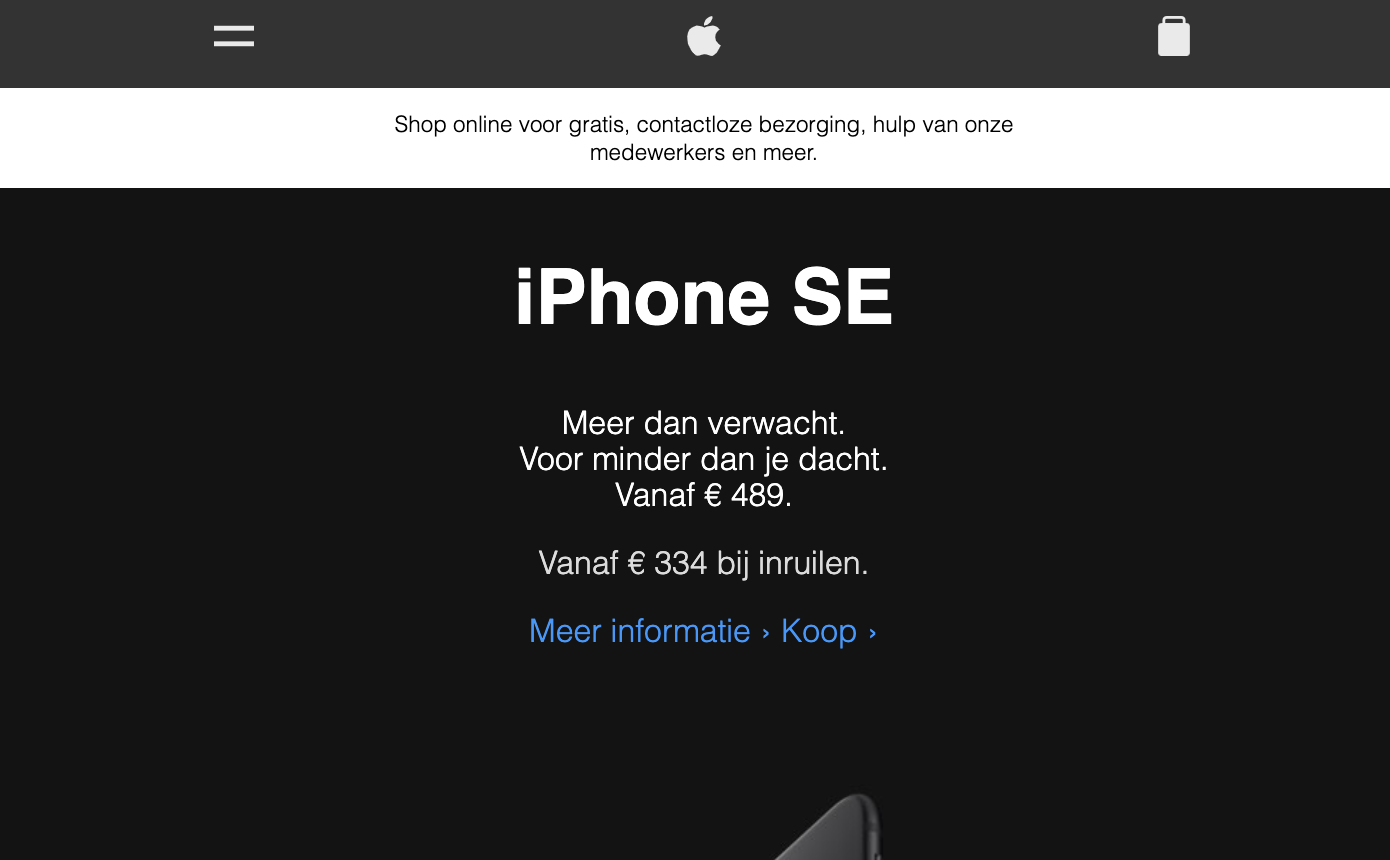 Shop online voor gratis, contactloze bezorging, hulp van onze
medewerkers en meer.
iPhone SE
Meer dan verwacht.
Voor minder dan je dacht.
Vanaf € 489.
Vanaf € 334 bij inruilen.
Meer informatie › Koop ›